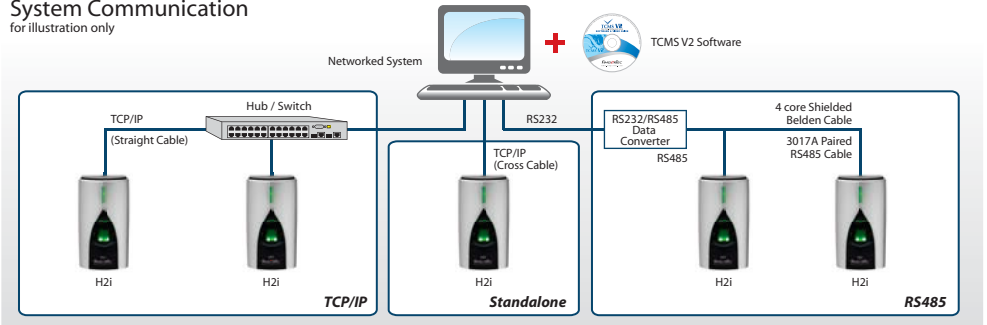 System Communication
for illustration only
Networked System
TCMS V2
TCMS V2 Software
TCP/IP
(Straight Cable)
Hub / Switch
H2i
H2i
TCP/IP
TCP/IP
(Cross Cable)
H2i
Standalone
RS232
RS232/RS485
Data
Converter
RS485
4 core Shielded
Belden Cable
3017A Paired
RS485 Cable
H2i
H2i
RS485